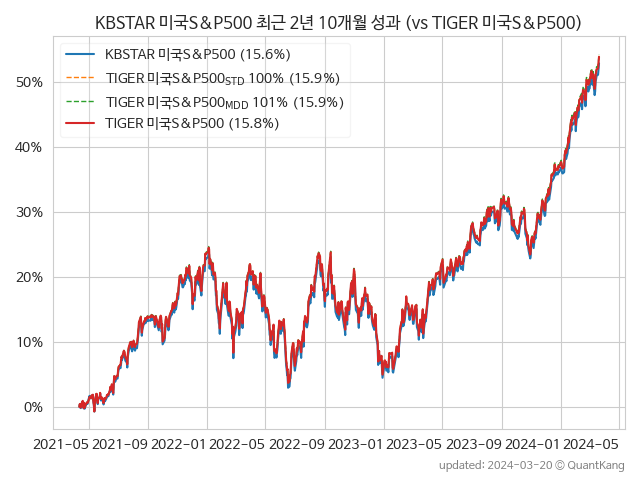 KBSTAR 미국S&P500 최근 2년 10개월 성과 (vs TIGER 미국S&P500)
KBSTAR 미국S&P500 (15.6%)
TIGER 미국S&P500STD 100% (15.9%)
TIGER 미국S&P500MDD 101% (15.9%)
TIGER 미국S&P500 (15.8%)
50%
40%
30%
20%
10%
0%
2021-05 2021-09 2022-01 2022-05 2022-09 2023-01 2023-05 2023-09 2024-01 2024-05
updated: 2024-03-20 © QuantKang